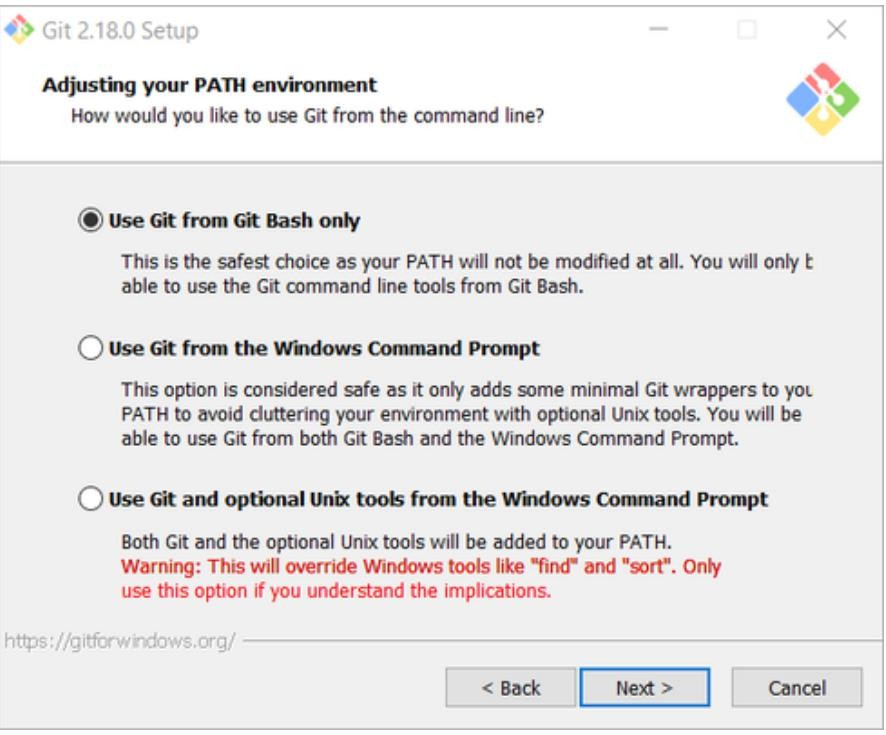 Git 2.18.0 Setup
Adjusting your PATH environment
How would you like to use Git from the command line?
Use Git from Git Bash only
This is the safest choice as your PATH will not be modified at all. You will only
able to use the Git command line tools from Git Bash.
Use Git from the Windows Command Prompt
This option is considered safe as it only adds some minimal Git wrappers to you
PATH to avoid cluttering your environment with optional Unix tools. You will be
able to use Git from both Git Bash and the Windows Command Prompt.
Use Git and optional Unix tools from the Windows Command Prompt
Both Git and the optional Unix tools will be added to your PATH.
Warning: This will override Windows tools like "find" and "sort". Only
use this option if you understand the implications.
https://gitforwindows.org/
< Back Next > Cancel